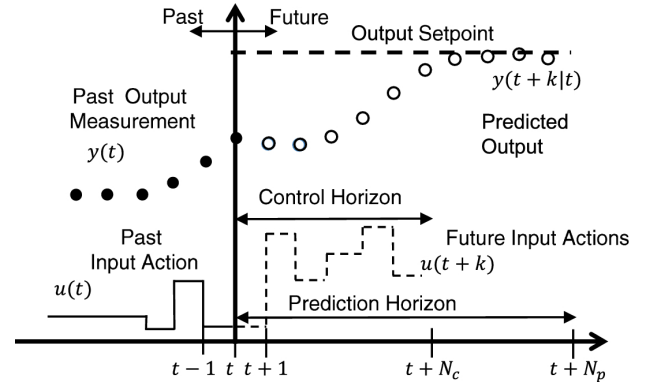 Past
Future
Output Setpoint
y(t + k|t)
Past Output
Measurement
y(t)
Predicted
Output
Control Horizon
Past
Input Action
Future Input Actions
u(t + k)
u(t)
Prediction Horizon
t − 1
t
t + 1
t + N_c
t + N_p